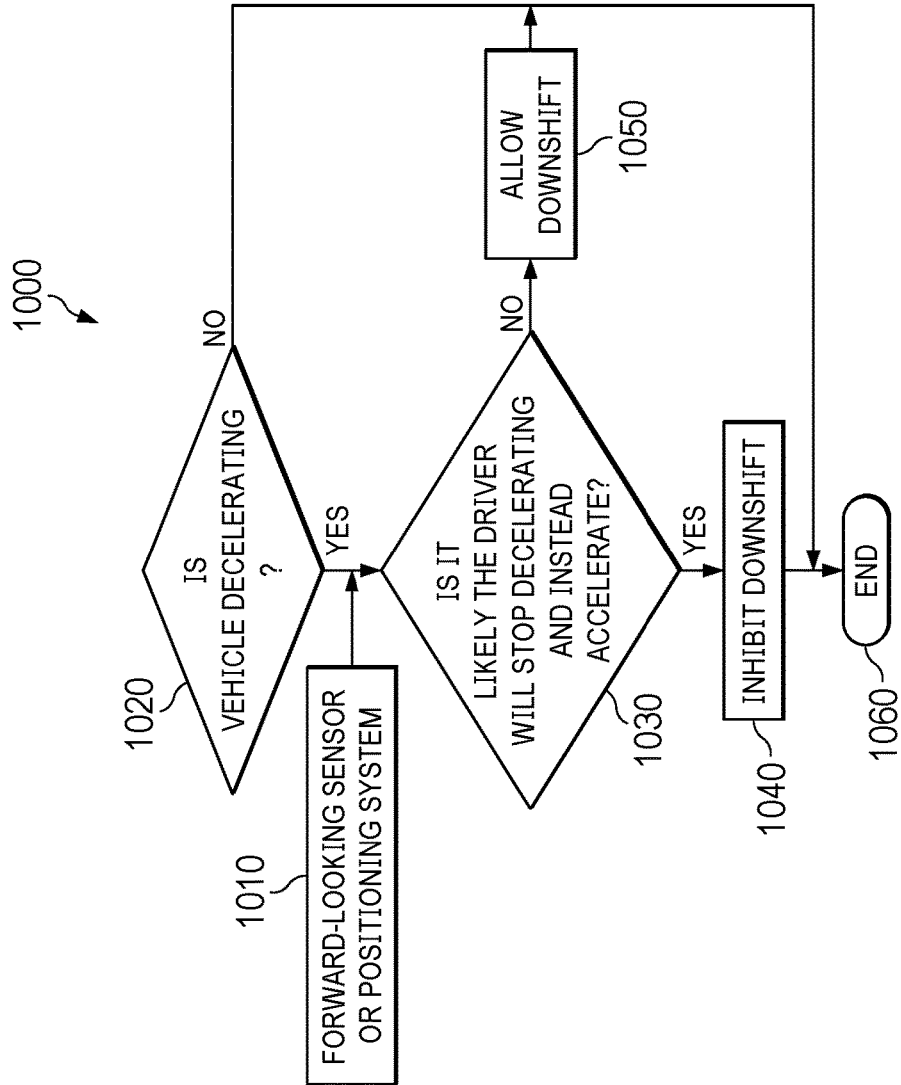 1000
1020
IS
VEHICLE DECELERATING
?
NO
YES
1010
FORWARD-LOOKING SENSOR
OR POSITIONING SYSTEM
IS IT
LIKELY THE DRIVER
WILL STOP DECELERATING
AND INSTEAD
ACCELERATE?
1030
NO
ALLOW
DOWNSHIFT
1050
YES
INHIBIT DOWNSHIFT
1040
END
1060